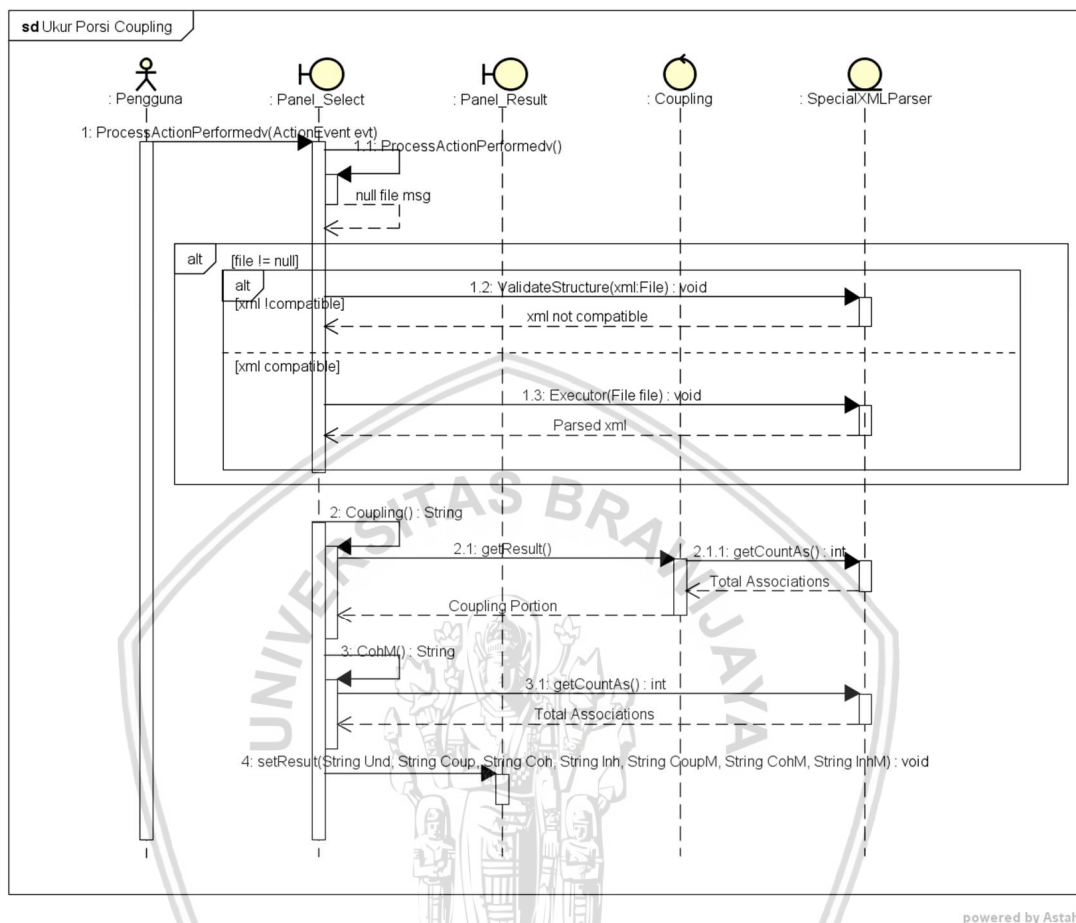 sd Ukur Porsi Coupling
: Pengguna
: Panel_Select
: Panel_Result
: Coupling
: SpecialXMLParser
1: ProcessActionPerformedv(ActionEvent evt)
1.1: ProcessActionPerformedv()
null file msg
alt
[file != null]
alt
1.2: ValidateStructure(xml:File) : void
[xml !compatible]
xml not compatible
[xml compatible]
1.3: Executor(File file) : void
Parsed xml
2: Coupling() : String
2.1: getResult()
2.1.1: getCountAs() : int
Total Associations
Coupling Portion
3: CohM() : String
3.1: getCountAs() : int
Total Associations
4: setResut(String Und, String Coup, String Coh, String Inh, String CoupM, String CohM, String InhM) : void
UNIVERSITAS BRAWIJAYA
powered by Astah